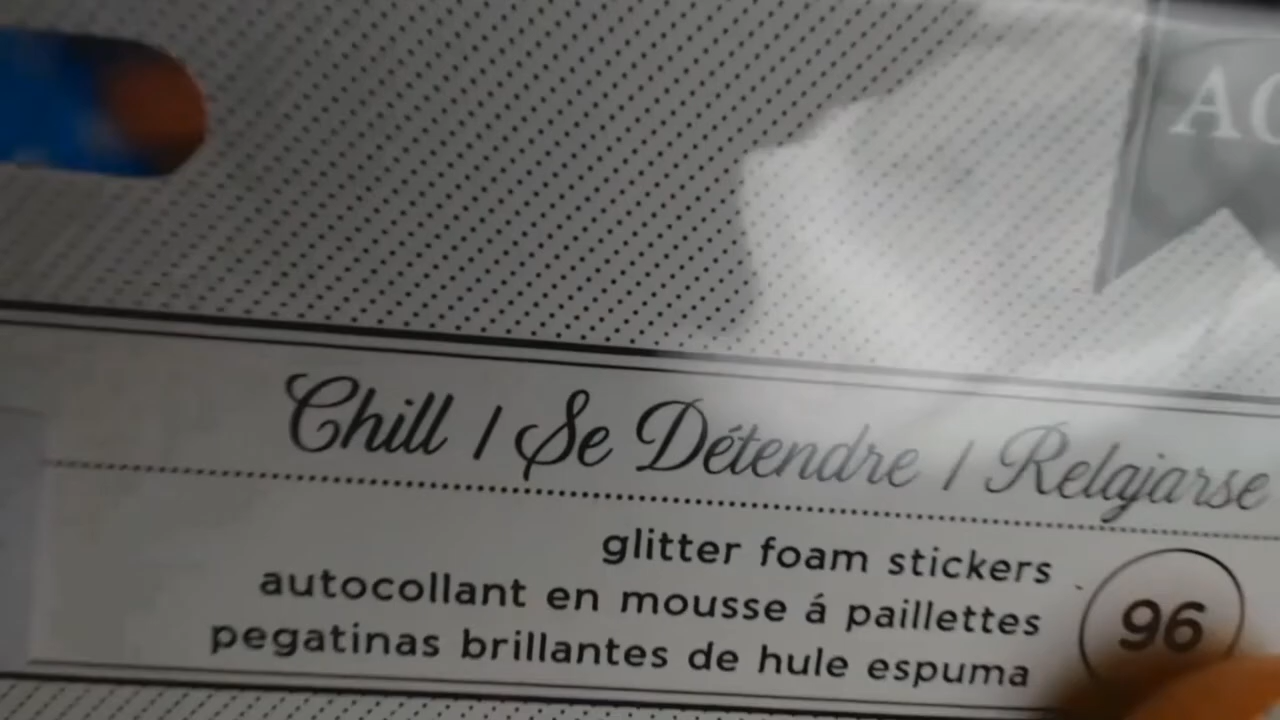 Chill / Se Détendre / Relajarse
glitter foam stickers
autocollant en mousse á paillettes
pegatinas brillantes de hule espuma
96